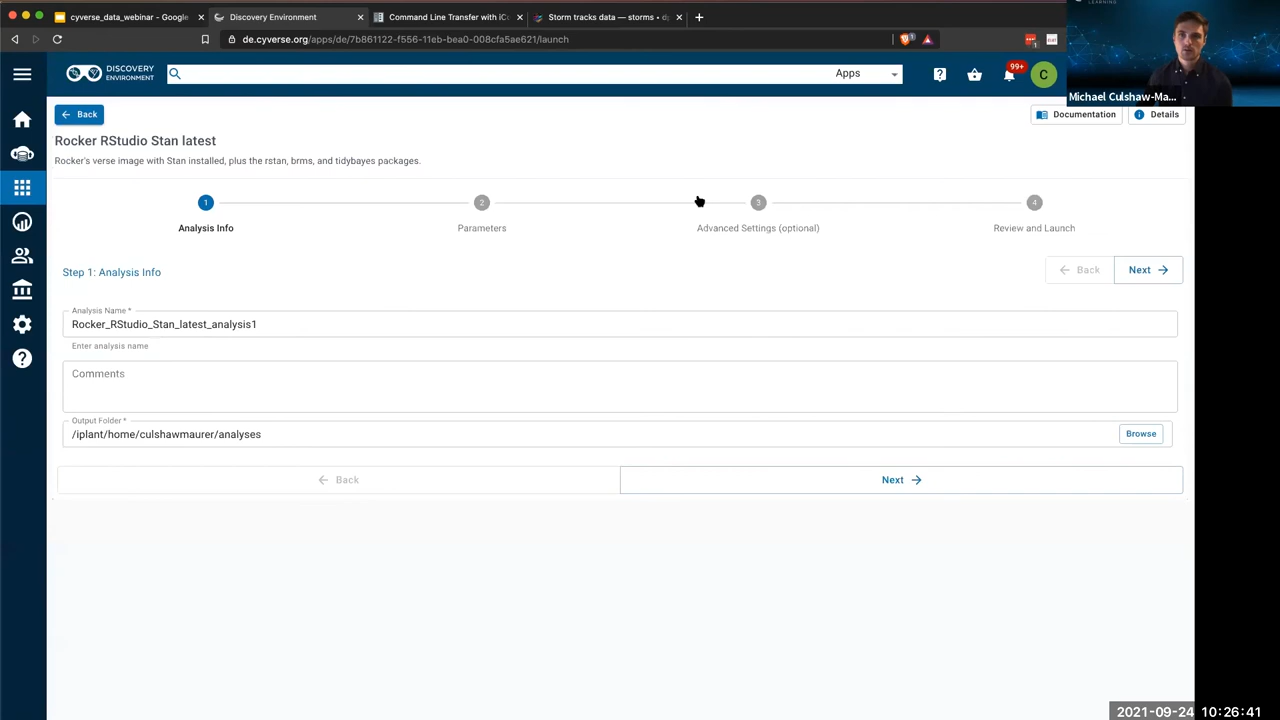 cyverse_data_webinar - Google
Discovery Environment
Command Line Transfer with iC
Storm tracks data — storms • d
de.cyverse.org/apps/de/7b861122-f556-11eb-bea0-008cfa5ae621/launch
LEARNING
DISCOVERY
ENVIRONMENT
Apps
99+
C
Michael Culshaw-Ma...
Back
Documentation
Details
Rocker RStudio Stan latest
Rocker's verse image with Stan installed, plus the rstan, brms, and tidybayes packages.
1
2
3
4
Analysis Info
Parameters
Advanced Settings (optional)
Review and Launch
Step 1: Analysis Info
Back
Next
Analysis Name *
Rocker_RStudio_Stan_latest_analysis1
Enter analysis name
Comments
Output Folder *
/iplant/home/culshawmaurer/analyses
Browse
Back
Next
2021-09-24 10:26:41